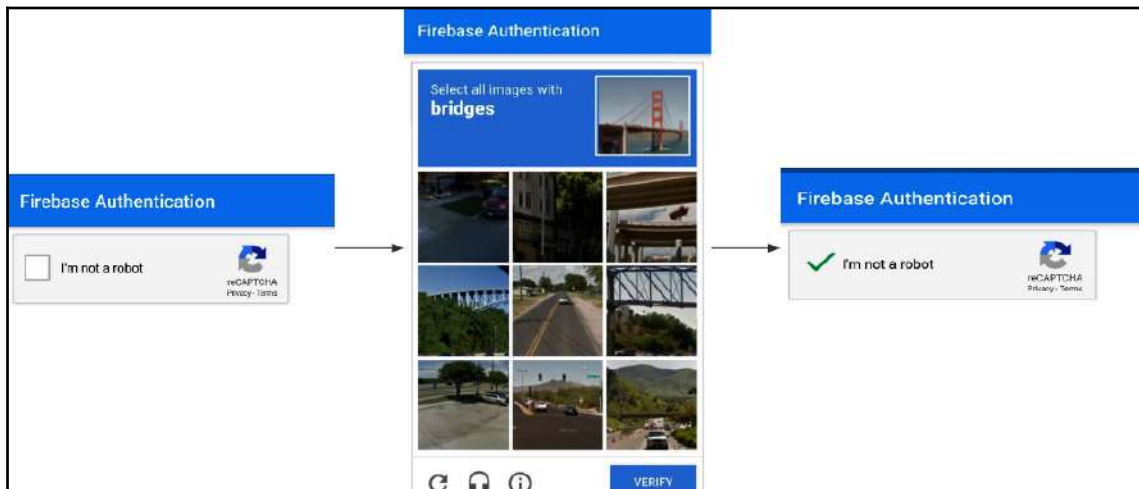 Firebase Authentication
I'm not a robot
reCAPTCHA
Privacy - Terms
Firebase Authentication
Select all images with
bridges
VERIFY
Firebase Authentication
I'm not a robot
reCAPTCHA
Privacy - Terms